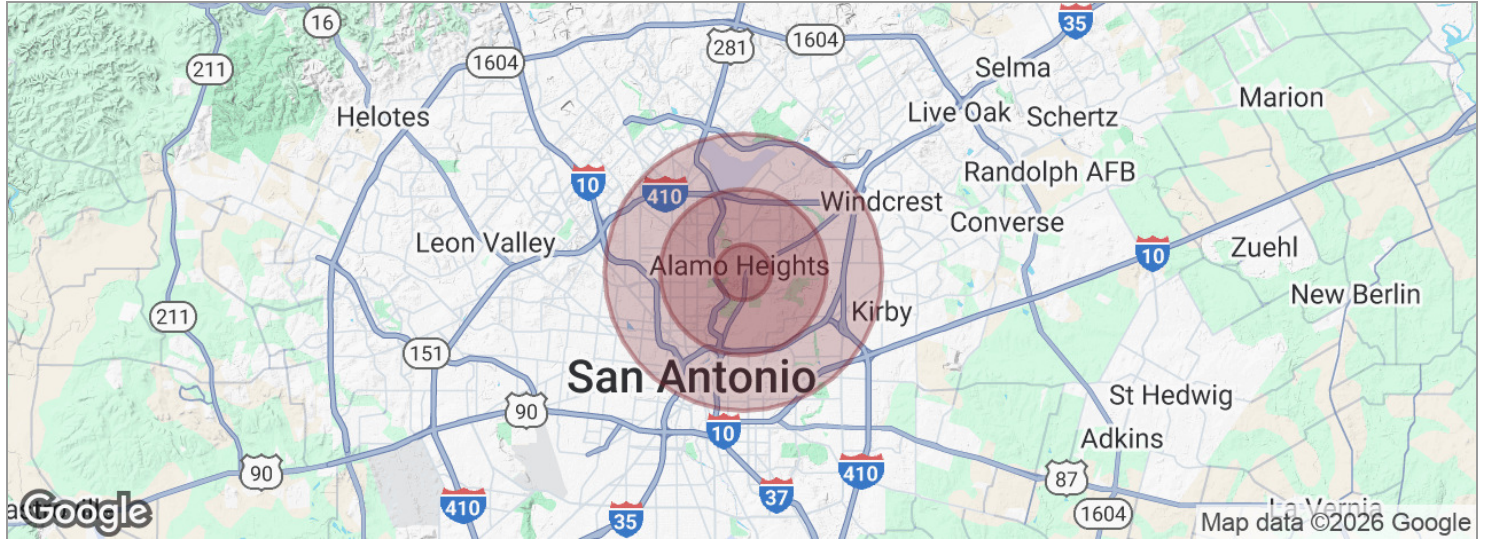 16
35
281
1604
211
1604
Selma
Marion
Helotes
Live Oak
Schertz
Randolph AFB
10
410
Windcrest
Converse
Leon Valley
10
Zuehl
Alamo Heights
New Berlin
211
Kirby
151
San Antonio
St Hedwig
90
10
Adkins
90
410
87
37
410
35
1604
La Vernia
Google
Map data ©2026 Google